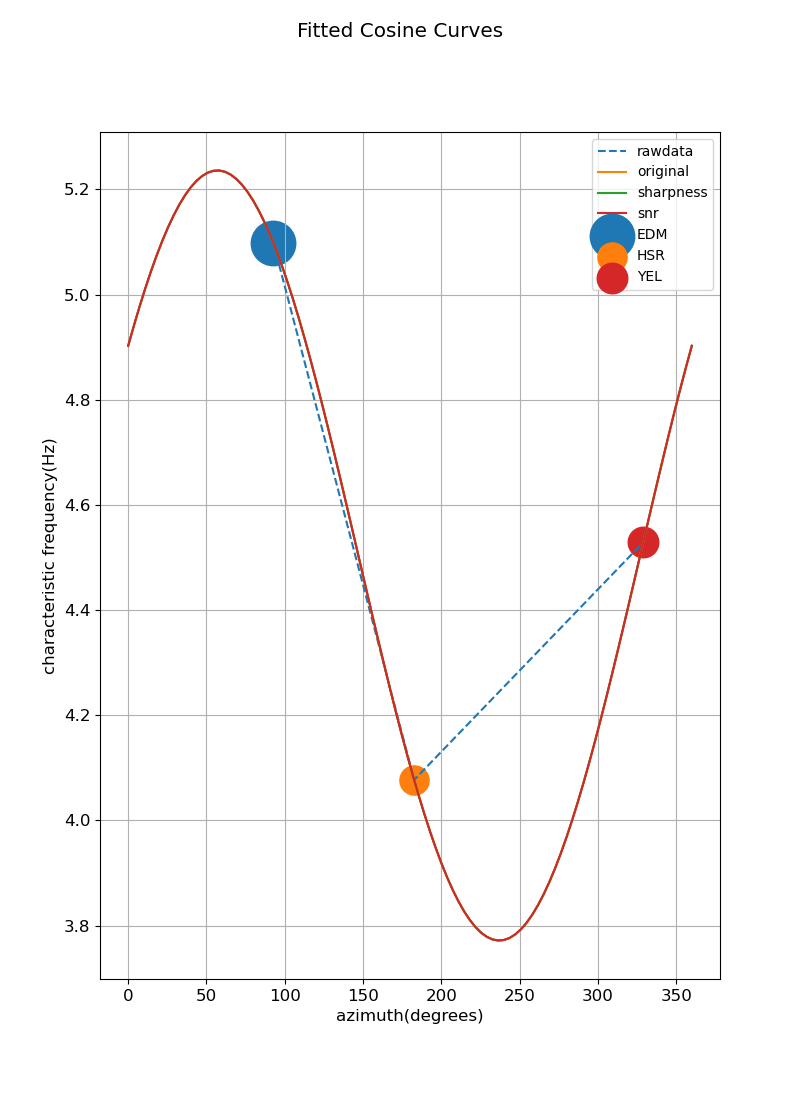 Fitted Cosine Curves
rawdata
original
sharpness
snr
EDM
HSR
YEL
5.2
5.0
4.8
4.6
4.4
4.2
4.0
3.8
characteristic frequency(Hz)
0 50 100 150 200 250 300 350
azimuth(degrees)